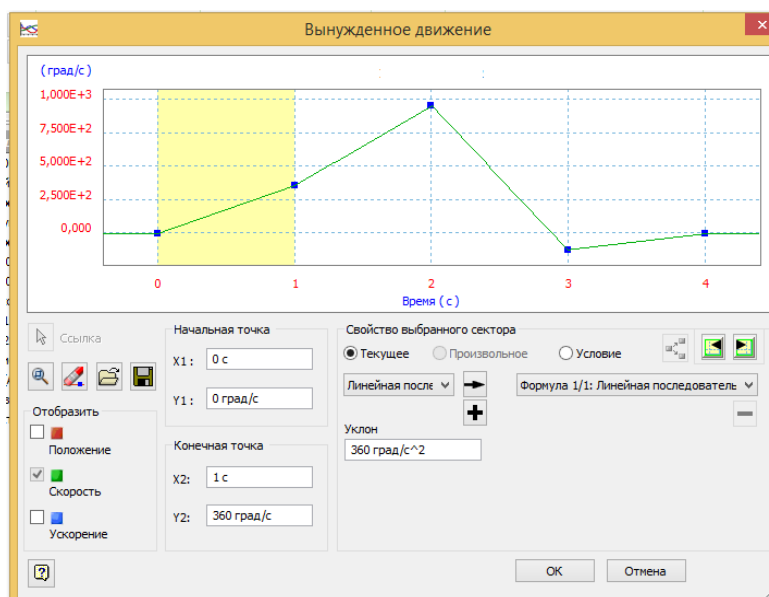 Вынужденное движение
(град/с)
1,000E+3
7,500E+2
5,000E+2
2,500E+2
0,000
0 1 2 3 4
Время(с)
Ссылка
Отобразить
Положение
Скорость
Ускорение
Начальная точка
X1: 0 с
Y1: 0 град/с
Конечная точка
X2: 1 с
Y2: 360 град/с
Свойство выбранного сектора
Текущее Произвольное Условие
Линейная после Формула 1/1: Линейная последователь
Уклон
360 град/с^2
ОК Отмена